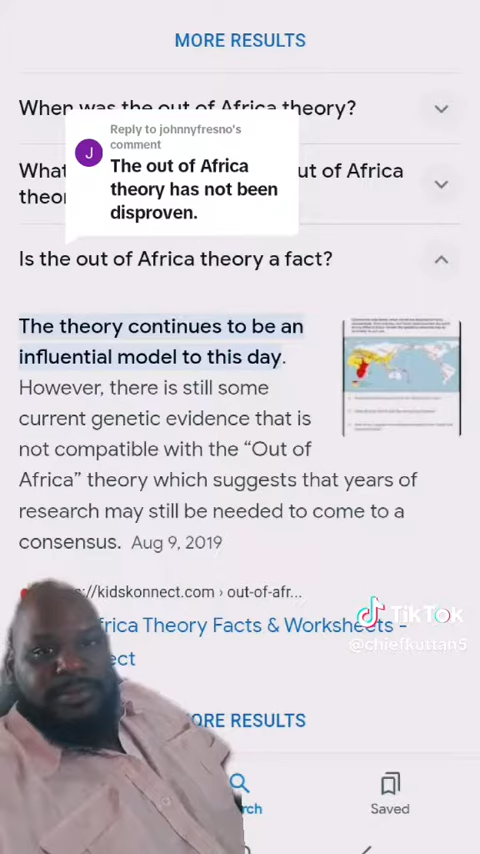 MORE RESULTS
When was the out of Africa theory?
Reply to johnnyfresno's
comment
J
The out of Africa
theory has not been
disproven.
What
out of Africa
theor
Is the out of Africa theory a fact?
The theory continues to be an
influential model to this day.
However, there is still some
current genetic evidence that is
not compatible with the “Out of
Africa” theory which suggests that years of
research may still be needed to come to a
consensus. Aug 9, 2019
://kidskonnect.com › out-of-afr...
frica Theory Facts & Worksheets -
ect
TikTok
@chiefkuttan5
ORE RESULTS
rch
Saved